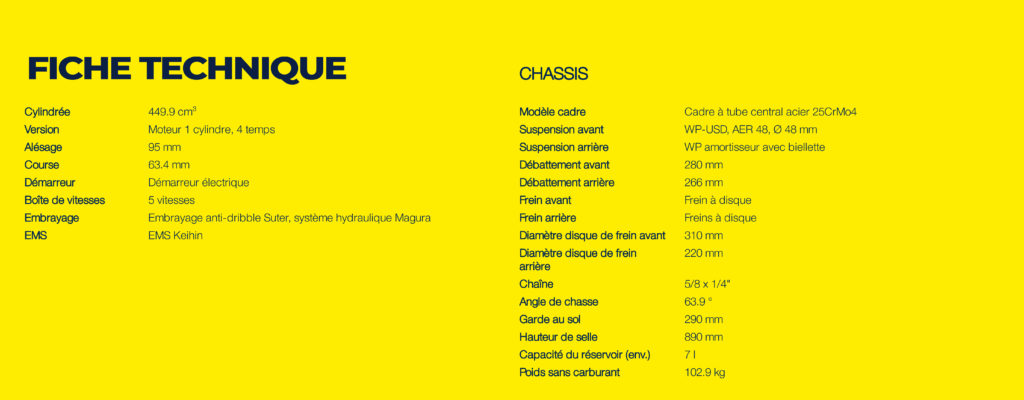 FICHE TECHNIQUE
Cylindrée 449.9 cm³
Version Moteur 1 cylindre, 4 temps
Alésage 95 mm
Course 63.4 mm
Démarreur Démarreur électrique
Boîte de vitesses 5 vitesses
Embrayage Embrayage anti-dribble Suter, système hydraulique Magura
EMS EMS Keihin
CHASSIS
Modèle cadre Cadre à tube central acier 25CrMo4
Suspension avant WP-USD, AER 48, Ø 48 mm
Suspension arrière WP amortisseur avec biellette
Débattement avant 280 mm
Débattement arrière 266 mm
Frein avant Frein à disque
Frein arrière Freins à disque
Diamètre disque de frein avant 310 mm
Diamètre disque de frein 220 mm
arrière
Chaîne 5/8 x 1/4"
Angle de chasse 63.9 °
Garde au sol 290 mm
Hauteur de selle 890 mm
Capacité du réservoir (env.) 7 l
Poids sans carburant 102.9 kg